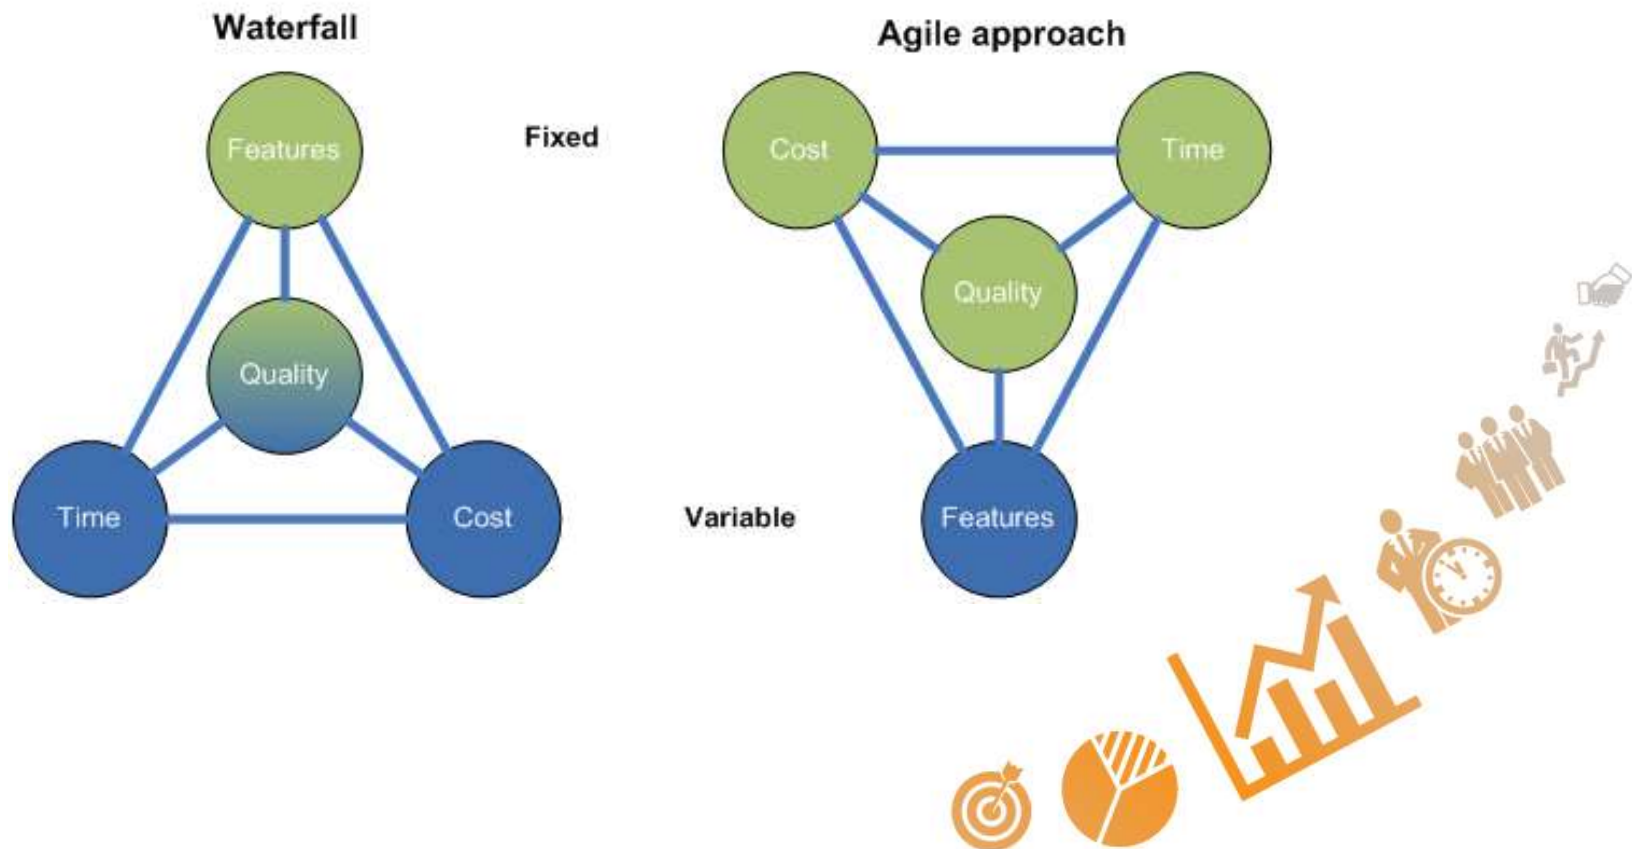 Waterfall
Agile approach
Features
Fixed
Cost
Time
Quality
Quality
Time
Cost
Variable
Features